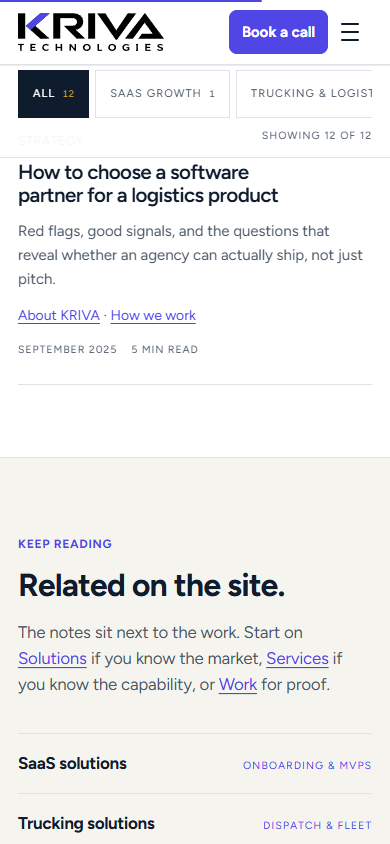 KRIVA
TECHNOLOGIES
Book a call
ALL 12
SAAS GROWTH 1
TRUCKING & LOGIST
STRATEGY
SHOWING 12 OF 12
How to choose a software
partner for a logistics product
Red flags, good signals, and the questions that
reveal whether an agency can actually ship, not just
pitch.
About KRIVA · How we work
SEPTEMBER 2025 5 MIN READ
KEEP READING
Related on the site.
The notes sit next to the work. Start on
Solutions if you know the market, Services if
you know the capability, or Work for proof.
SaaS solutions
ONBOARDING & MVPS
Trucking solutions
DISPATCH & FLEET